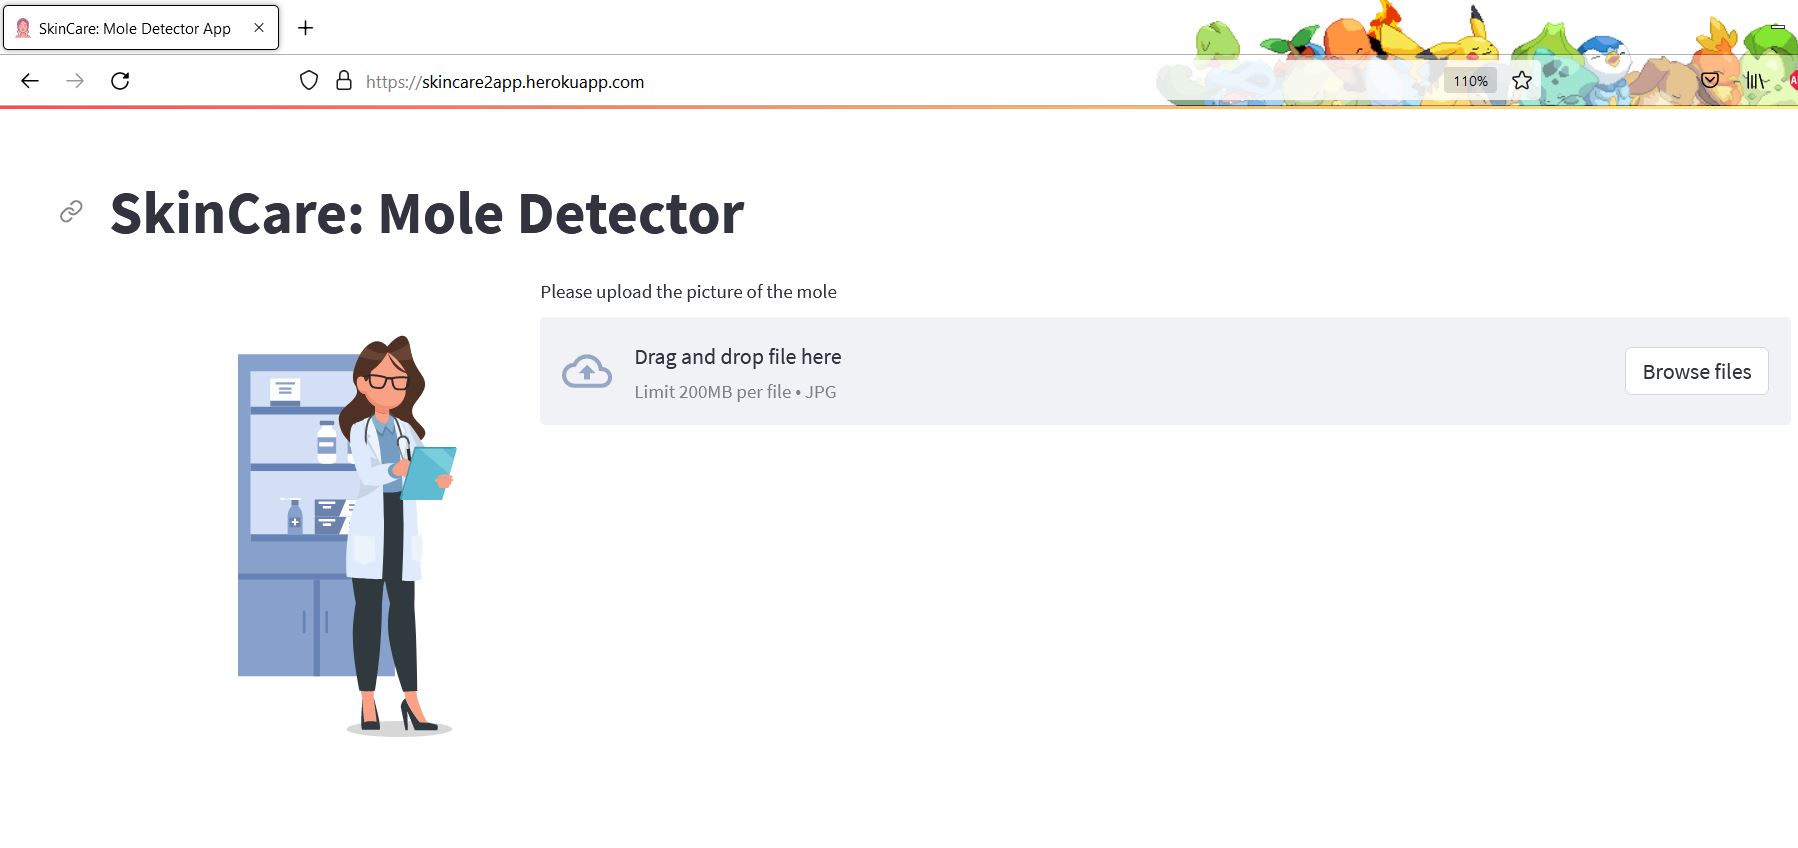 SkinCare: Mole Detector App
https://skincare2app.herokuapp.com
110%
SkinCare: Mole Detector
Please upload the picture of the mole
Drag and drop file here
Limit 200MB per file • JPG
Browse files